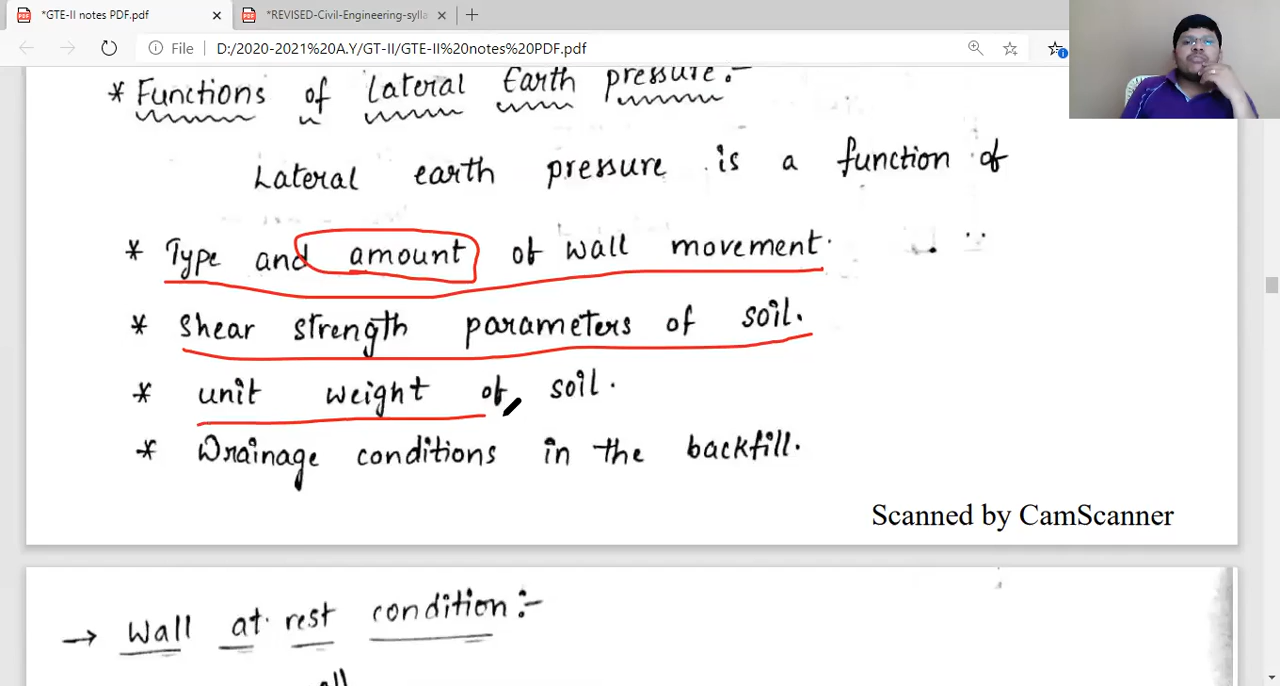 *GTE-II notes PDF.pdf
*REVISED-Civil-Engineering-sylla
File
D:/2020-2021%20A.Y/GT-II/GTE-II%20notes%20PDF.pdf
* Functions of Lateral Earth pressure:-
Lateral earth pressure is a function of
* Type and amount of wall movement.
* Shear strength parameters of soil.
* unit weight of soil.
* Drainage conditions in the backfill.
Scanned by CamScanner
→ Wall at rest condition:-